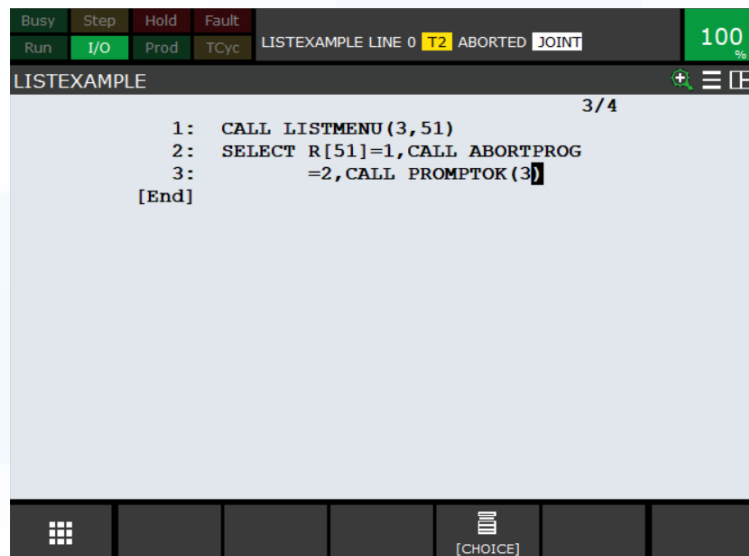 Busy Step Hold Fault
Run I/O Prod TCyc LISTEXAMPLE LINE 0 T2 ABORTED JOINT 100 %
LISTEXAMPLE
3/4
1: CALL LISTMENU(3,51)
2: SELECT R[51]=1,CALL ABORTPROG
3: =2,CALL PROMPTOK(3)
[End]
[CHOICE]